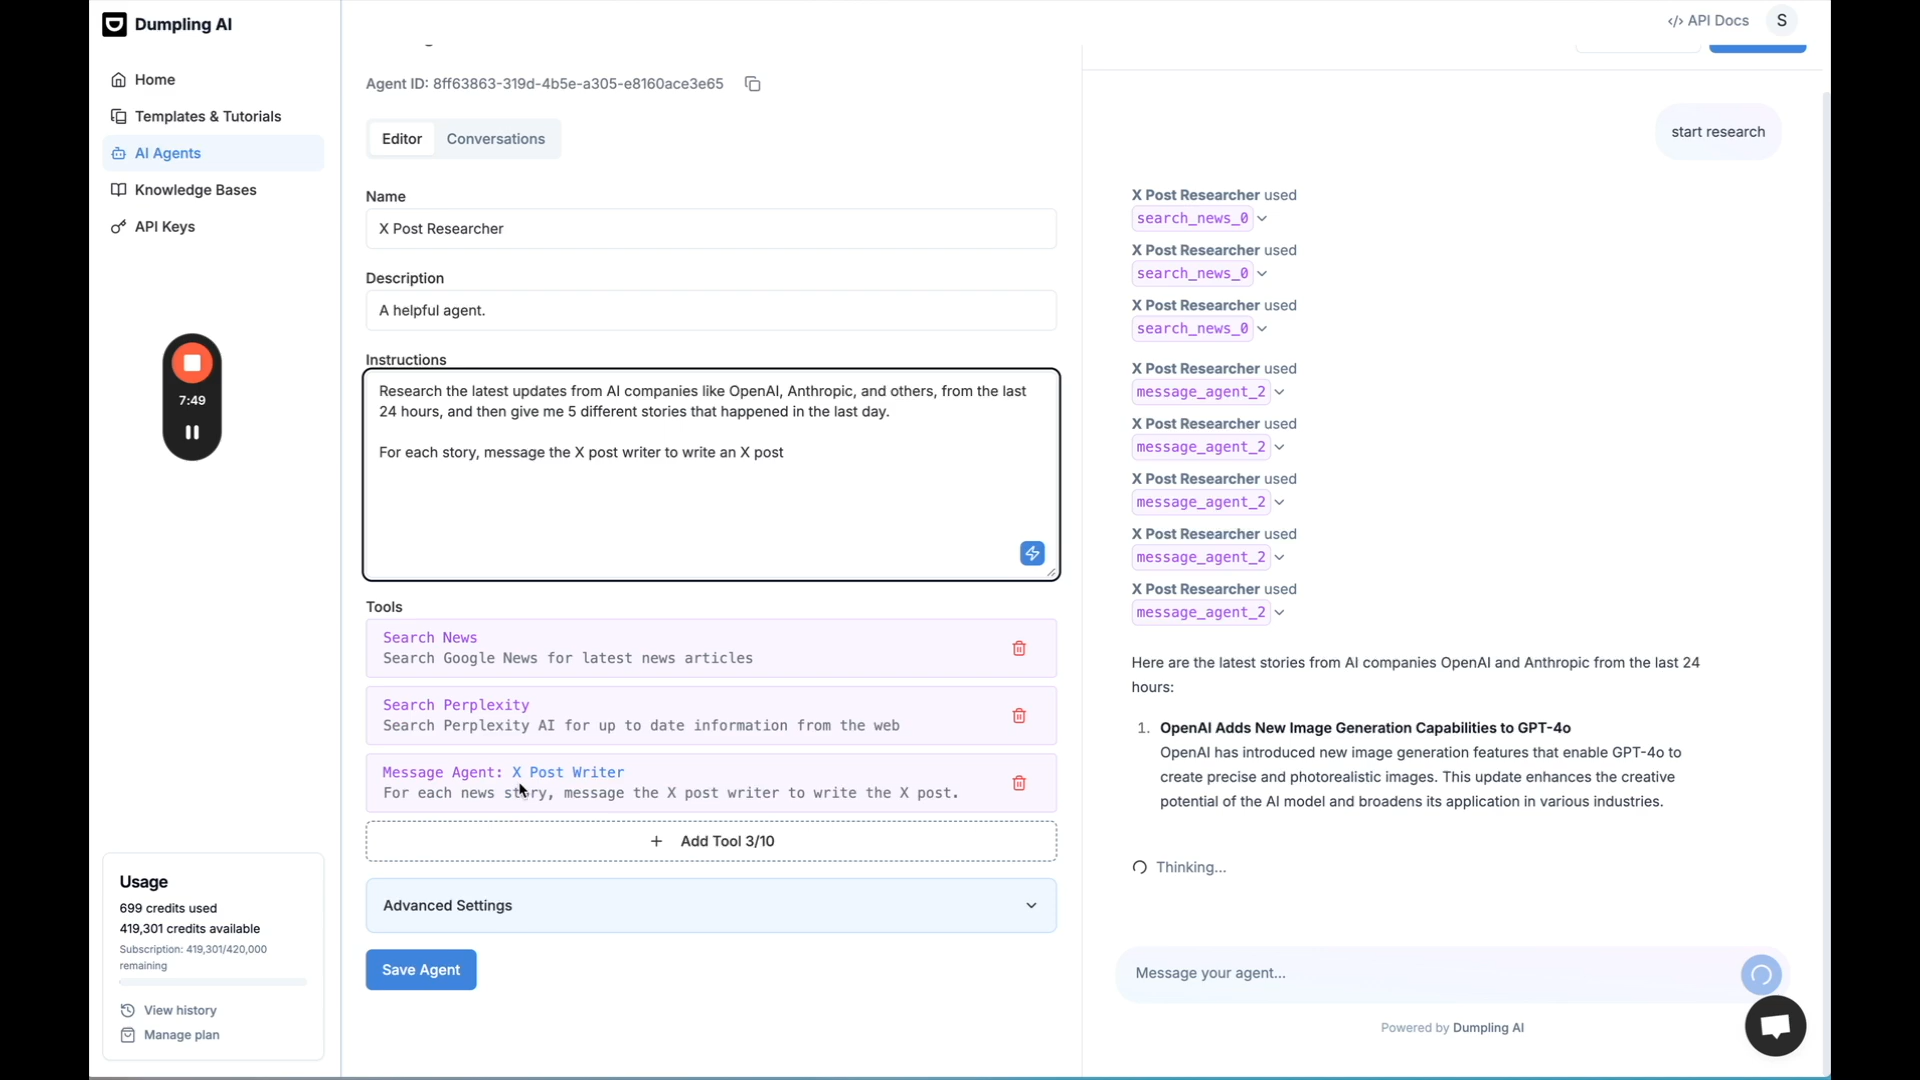 Dumpling AI
</> API Docs
S
Home
Templates & Tutorials
AI Agents
Knowledge Bases
API Keys
7:49
Usage
699 credits used
419,301 credits available
Subscription: 419,301/420,000
remaining
View history
Manage plan
Agent ID: 8ff63863-319d-4b5e-a305-e8160ace3e65
Editor
Conversations
Name
X Post Researcher
Description
A helpful agent.
Instructions
Research the latest updates from AI companies like OpenAI, Anthropic, and others, from the last
24 hours, and then give me 5 different stories that happened in the last day.
For each story, message the X post writer to write an X post
Tools
Search News
Search Google News for latest news articles
Search Perplexity
Search Perplexity AI for up to date information from the web
Message Agent: X Post Writer
For each news story, message the X post writer to write the X post.
+ Add Tool 3/10
Advanced Settings
Save Agent
start research
X Post Researcher used
search_news_0
X Post Researcher used
search_news_0
X Post Researcher used
search_news_0
X Post Researcher used
message_agent_2
X Post Researcher used
message_agent_2
X Post Researcher used
message_agent_2
X Post Researcher used
message_agent_2
X Post Researcher used
message_agent_2
Here are the latest stories from AI companies OpenAI and Anthropic from the last 24
hours:
1. OpenAI Adds New Image Generation Capabilities to GPT-4o
OpenAI has introduced new image generation features that enable GPT-4o to
create precise and photorealistic images. This update enhances the creative
potential of the AI model and broadens its application in various industries.
Thinking...
Message your agent...
Powered by Dumpling AI